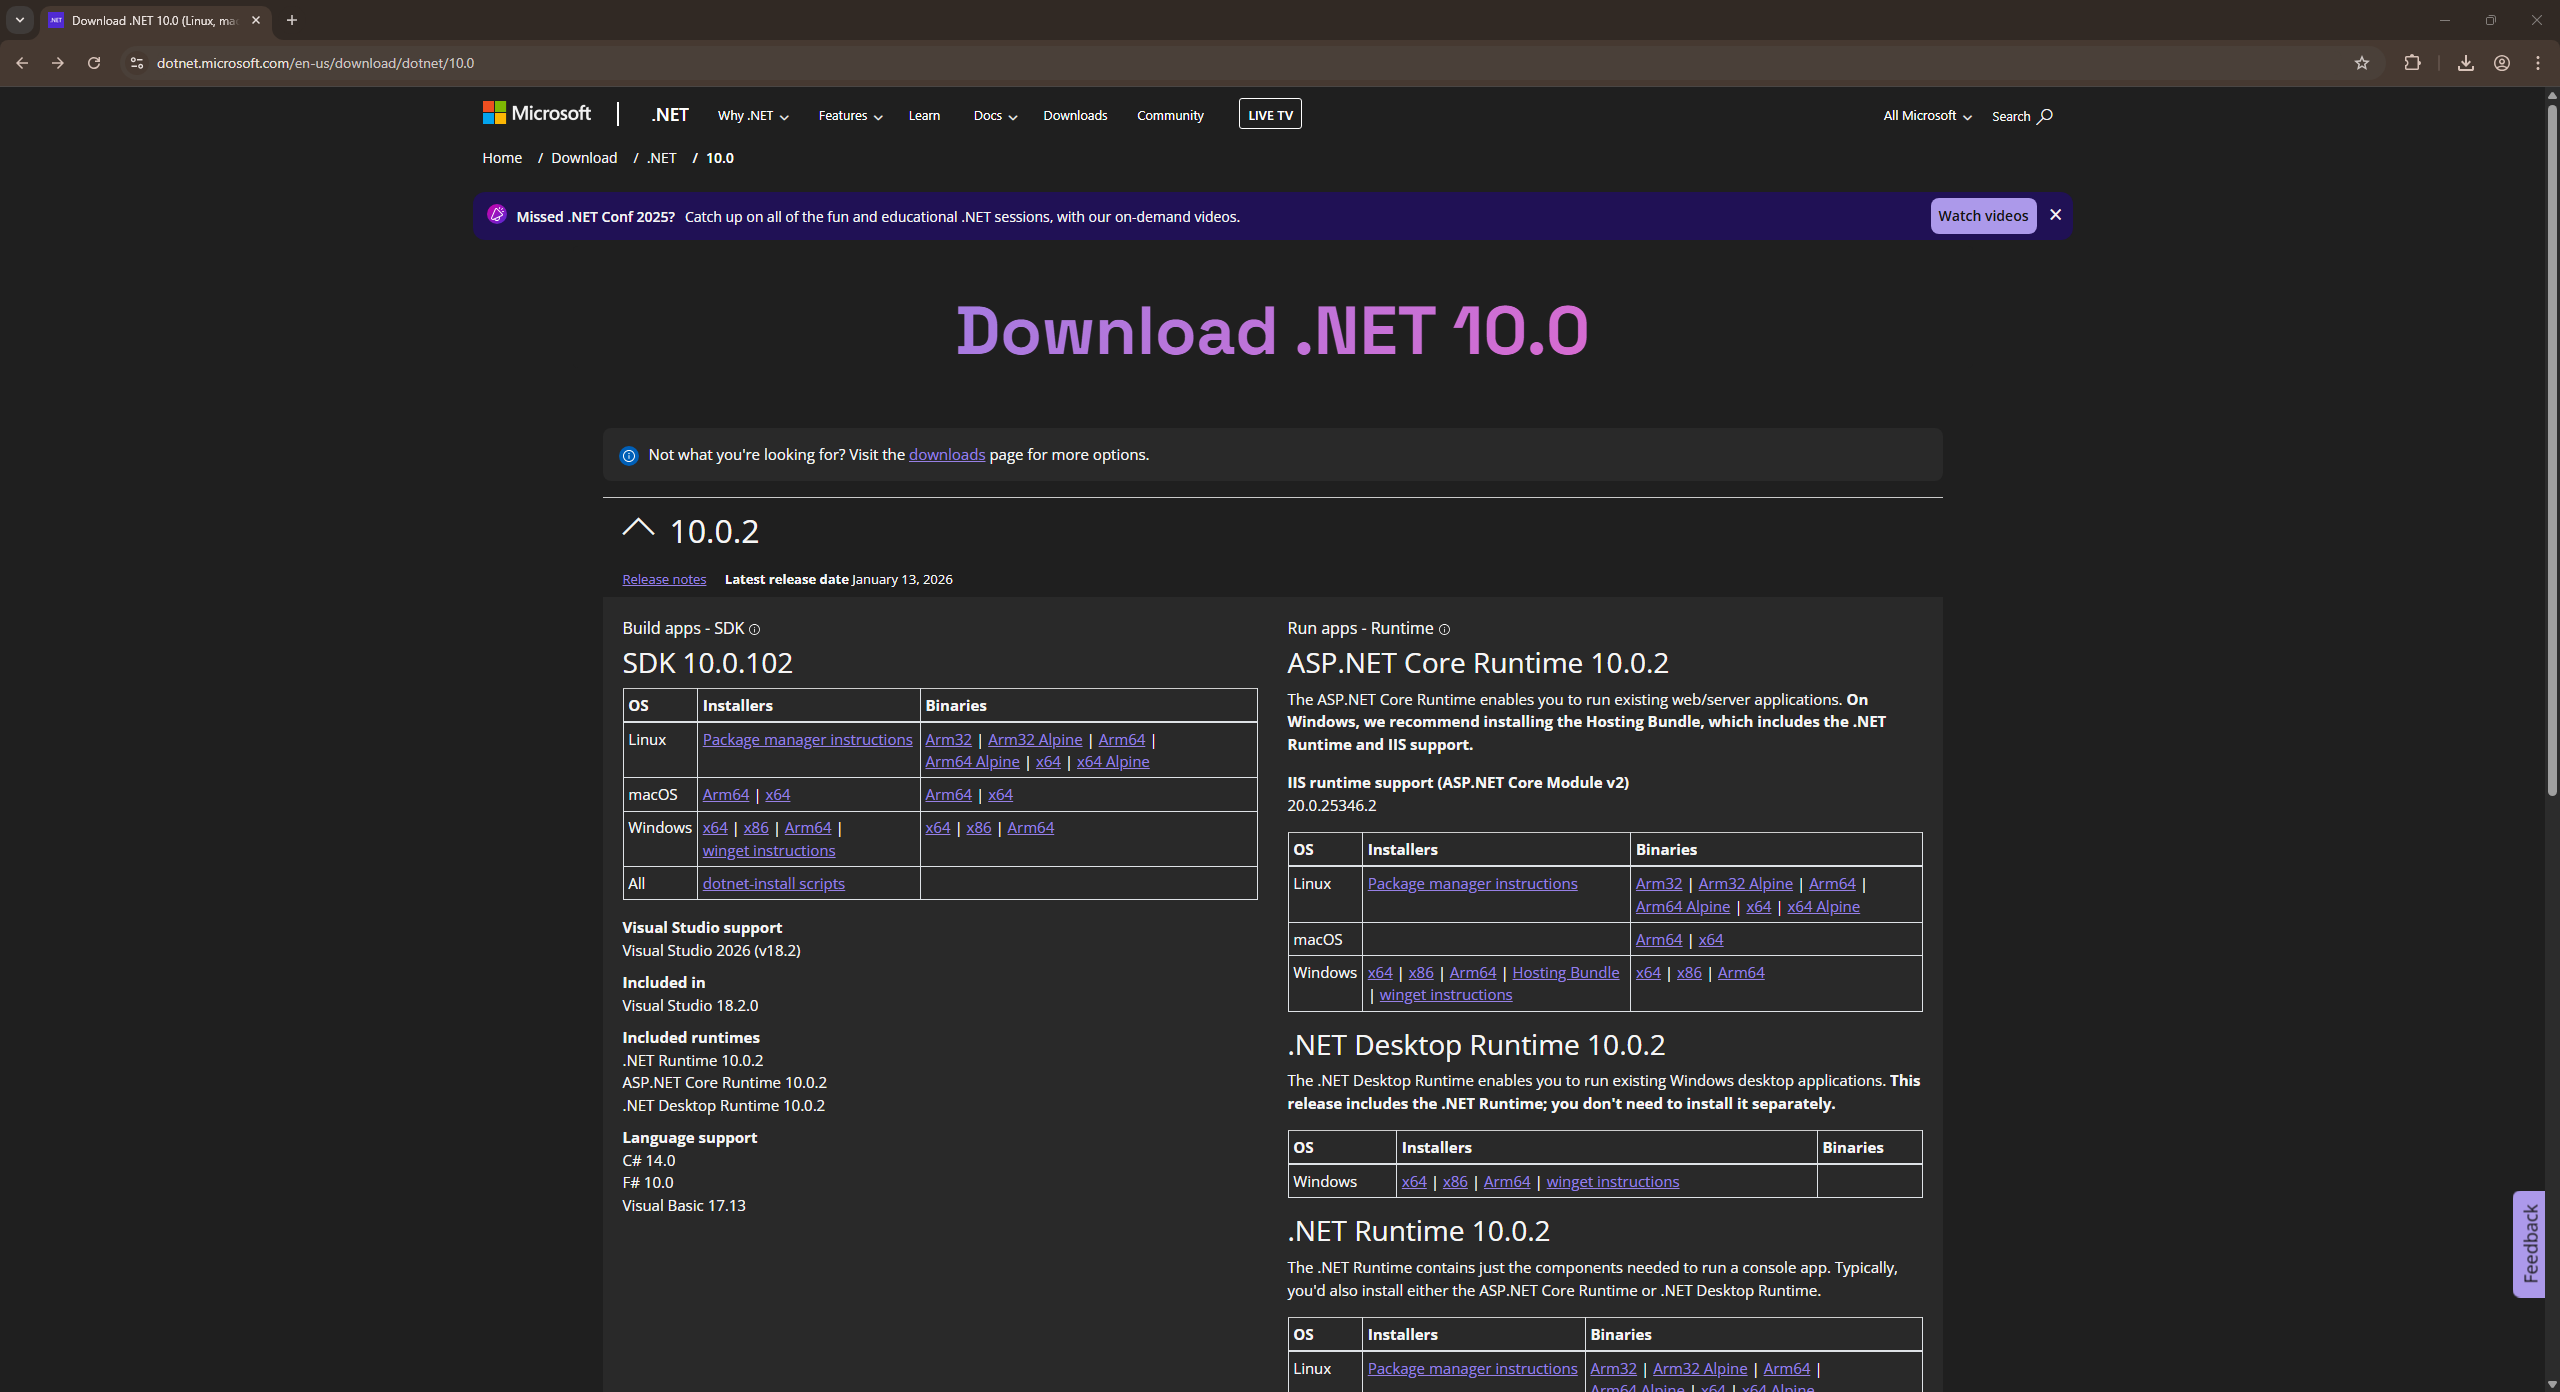 Download .NET 10.0 (Linux, mac
dotnet.microsoft.com/en-us/download/dotnet/10.0
Microsoft
.NET
Why .NET
Features
Learn
Docs
Downloads
Community
LIVE TV
All Microsoft
Search
Home / Download / .NET / 10.0
Missed .NET Conf 2025? Catch up on all of the fun and educational .NET sessions, with our on-demand videos.
Watch videos
Download .NET 10.0
Not what you're looking for? Visit the downloads page for more options.
10.0.2
Release notes Latest release date January 13, 2026
Build apps - SDK
SDK 10.0.102
OS Installers Binaries
Linux Package manager instructions Arm32 | Arm32 Alpine | Arm64 |
Arm64 Alpine | x64 | x64 Alpine
macOS Arm64 | x64 Arm64 | x64
Windows x64 | x86 | Arm64 | x64 | x86 | Arm64
winget instructions
All dotnet-install scripts
Visual Studio support
Visual Studio 2026 (v18.2)
Included in
Visual Studio 18.2.0
Included runtimes
.NET Runtime 10.0.2
ASP.NET Core Runtime 10.0.2
.NET Desktop Runtime 10.0.2
Language support
C# 14.0
F# 10.0
Visual Basic 17.13
Run apps - Runtime
ASP.NET Core Runtime 10.0.2
The ASP.NET Core Runtime enables you to run existing web/server applications. On
Windows, we recommend installing the Hosting Bundle, which includes the .NET
Runtime and IIS support.
IIS runtime support (ASP.NET Core Module v2)
20.0.25346.2
OS Installers Binaries
Linux Package manager instructions Arm32 | Arm32 Alpine | Arm64 |
Arm64 Alpine | x64 | x64 Alpine
macOS Arm64 | x64
Windows x64 | x86 | Arm64 | Hosting Bundle x64 | x86 | Arm64
| winget instructions
.NET Desktop Runtime 10.0.2
The .NET Desktop Runtime enables you to run existing Windows desktop applications. This
release includes the .NET Runtime; you don't need to install it separately.
OS Installers Binaries
Windows x64 | x86 | Arm64 | winget instructions
.NET Runtime 10.0.2
The .NET Runtime contains just the components needed to run a console app. Typically,
you'd also install either the ASP.NET Core Runtime or .NET Desktop Runtime.
OS Installers Binaries
Linux Package manager instructions Arm32 | Arm32 Alpine | Arm64 |
Arm64 Alpine | x64 | x64 Alpine
Feedback